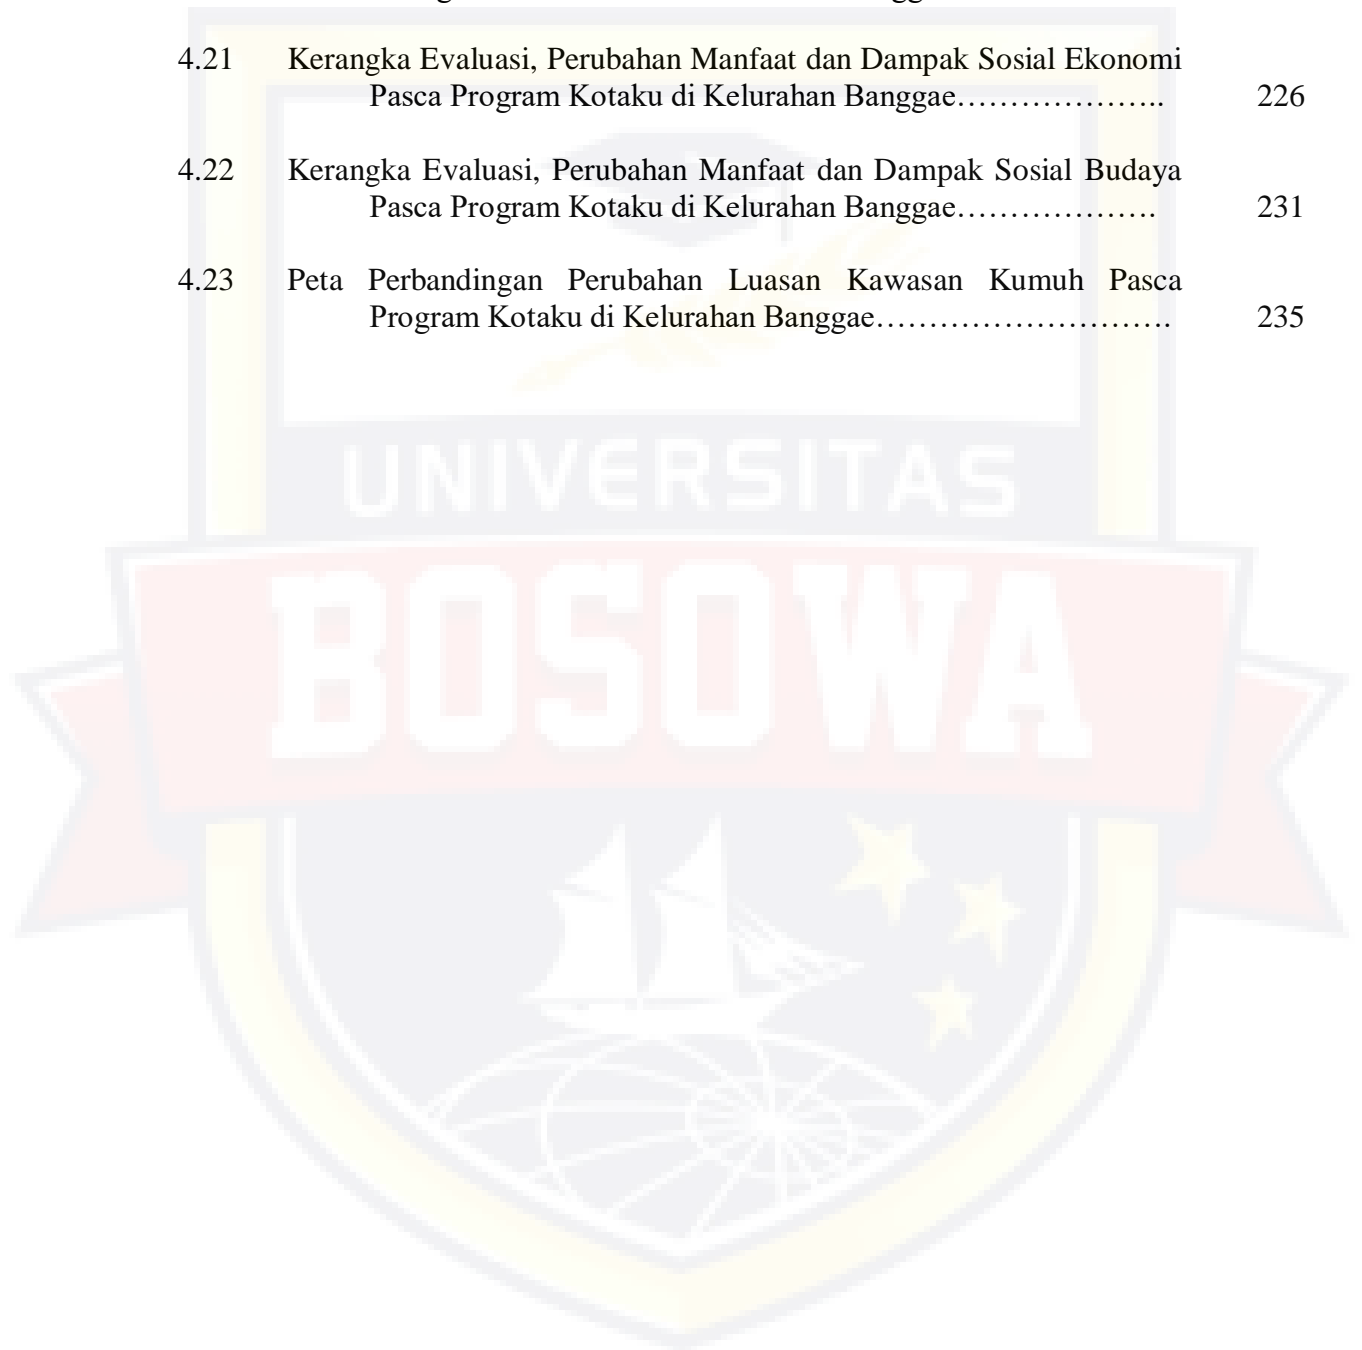 4.21 Kerangka Evaluasi, Perubahan Manfaat dan Dampak Sosial Ekonomi
Pasca Program Kotaku di Kelurahan Banggae……………….. 226
4.22 Kerangka Evaluasi, Perubahan Manfaat dan Dampak Sosial Budaya
Pasca Program Kotaku di Kelurahan Banggae………………. 231
4.23 Peta Perbandingan Perubahan Luasan Kawasan Kumuh Pasca
Program Kotaku di Kelurahan Banggae………………………. 235
UNIVERSITAS
BOSOWA